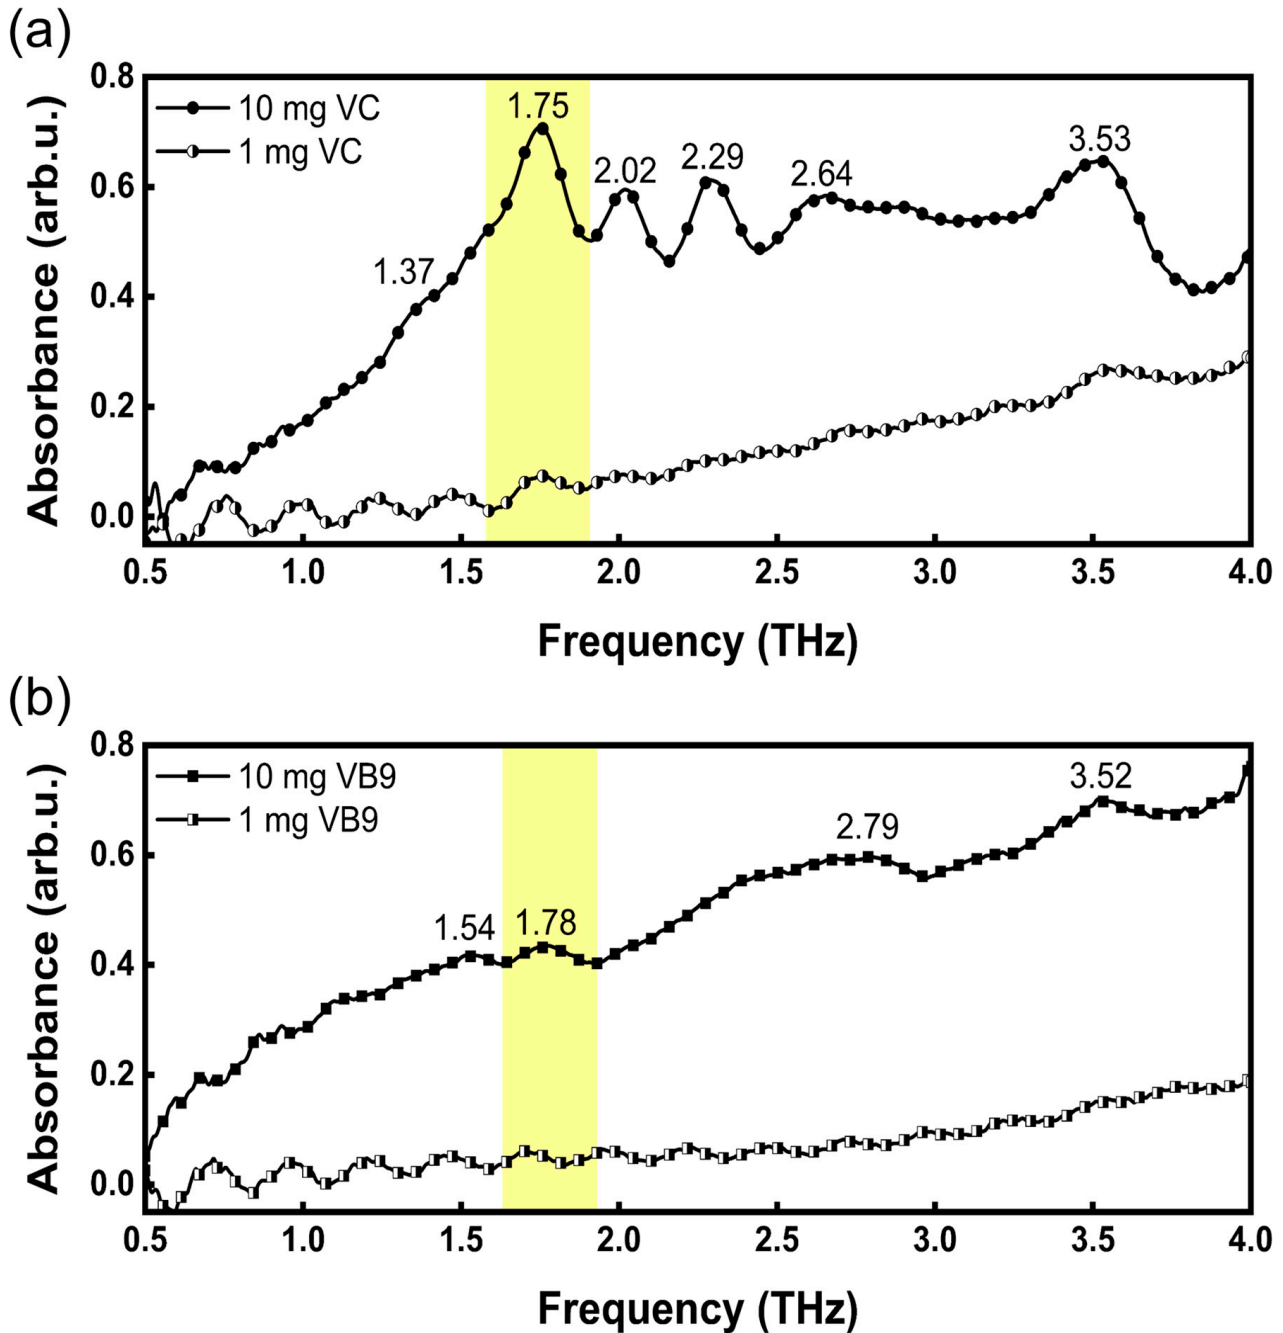 (a)
Absorbance (arb.u.)
0.8
0.6
0.4
0.2
0.0
10 mg VC
1 mg VC
1.37
1.75
2.02
2.29
2.64
3.53
0.5 1.0 1.5 2.0 2.5 3.0 3.5 4.0
Frequency (THz)
(b)
Absorbance (arb.u.)
0.8
0.6
0.4
0.2
0.0
10 mg VB9
1 mg VB9
1.54
1.78
2.79
3.52
0.5 1.0 1.5 2.0 2.5 3.0 3.5 4.0
Frequency (THz)